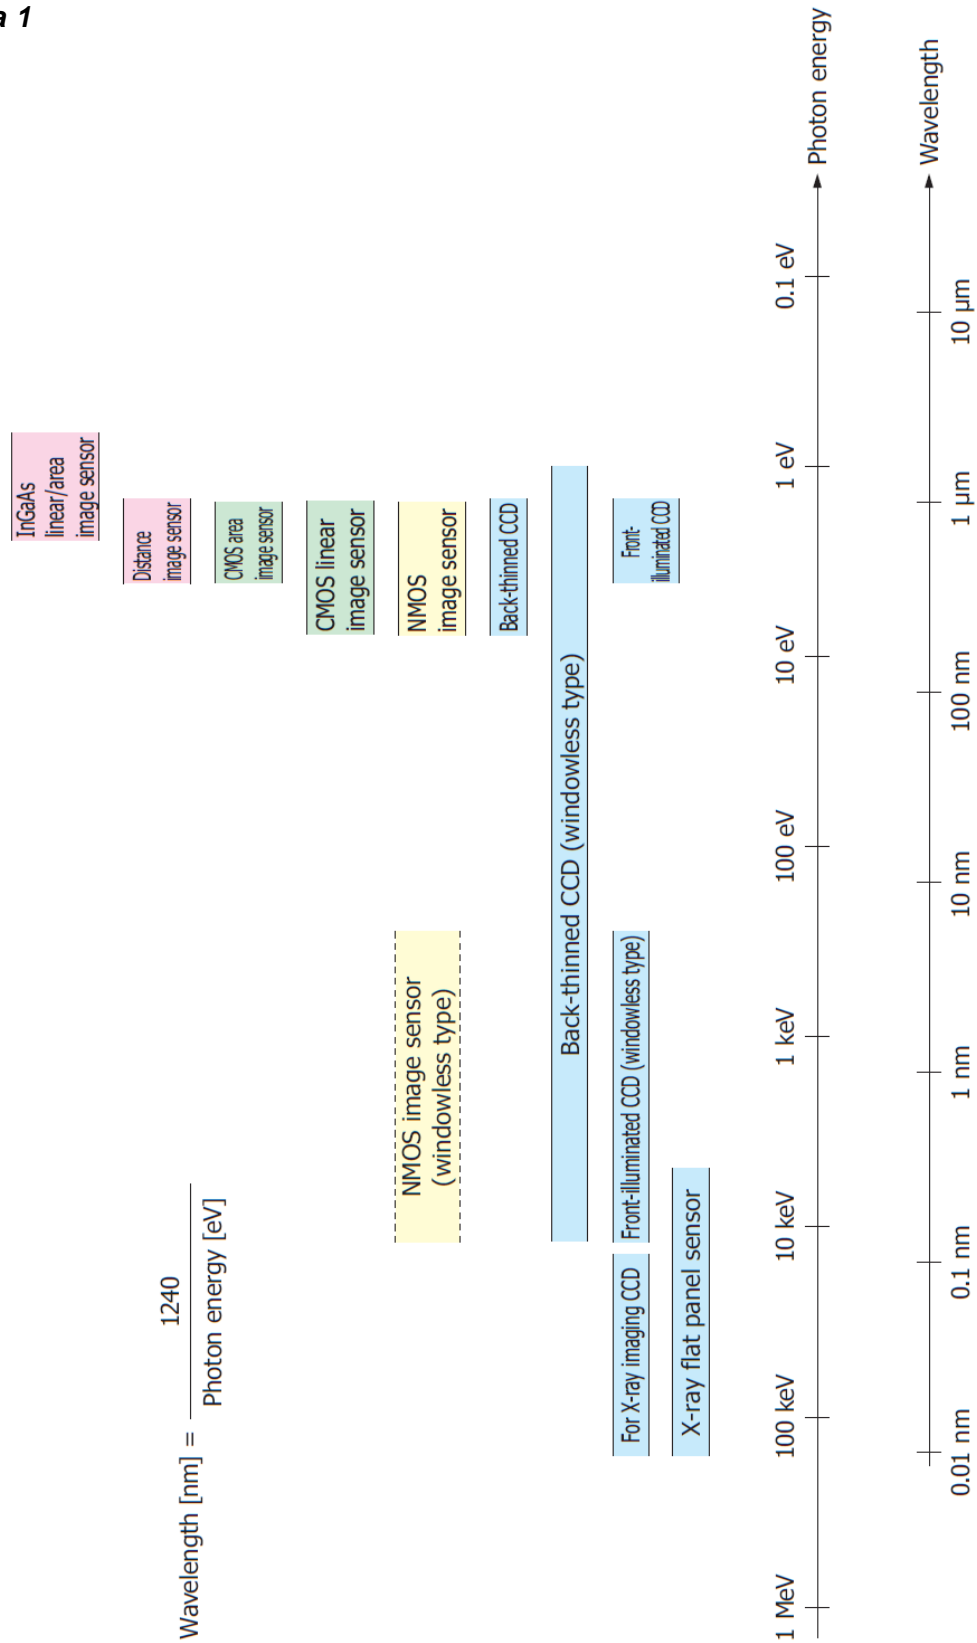 a 1
Wavelength [nm] =
1240
Photon energy [eV]
InGaAs
linear/area
image sensor
Distance
image sensor
CMOS area
image sensor
CMOS linear
image sensor
NMOS image sensor
(windowless type)
NMOS
image sensor
Back-thinned CCD
Back-thinned CCD (windowless type)
For X-ray imaging CCD
Front-illuminated CCD (windowless type)
Front-
illuminated CCD
X-ray flat panel sensor
1 MeV
100 keV
10 keV
1 keV
100 eV
10 eV
1 eV
0.1 eV
Photon energy
Wavelength
0.01 nm
0.1 nm
1 nm
10 nm
100 nm
1 µm
10 µm